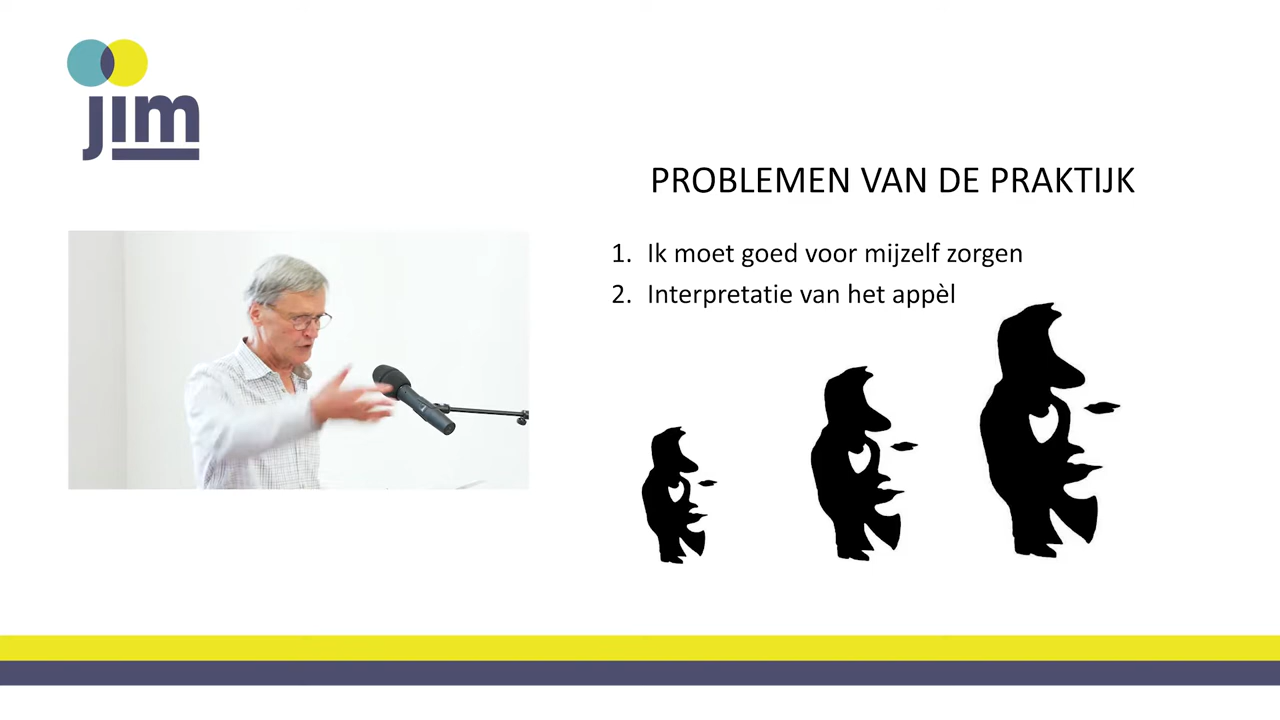 jim
PROBLEMEN VAN DE PRAKTIJK
1. Ik moet goed voor mijzelf zorgen
2. Interpretatie van het appèl